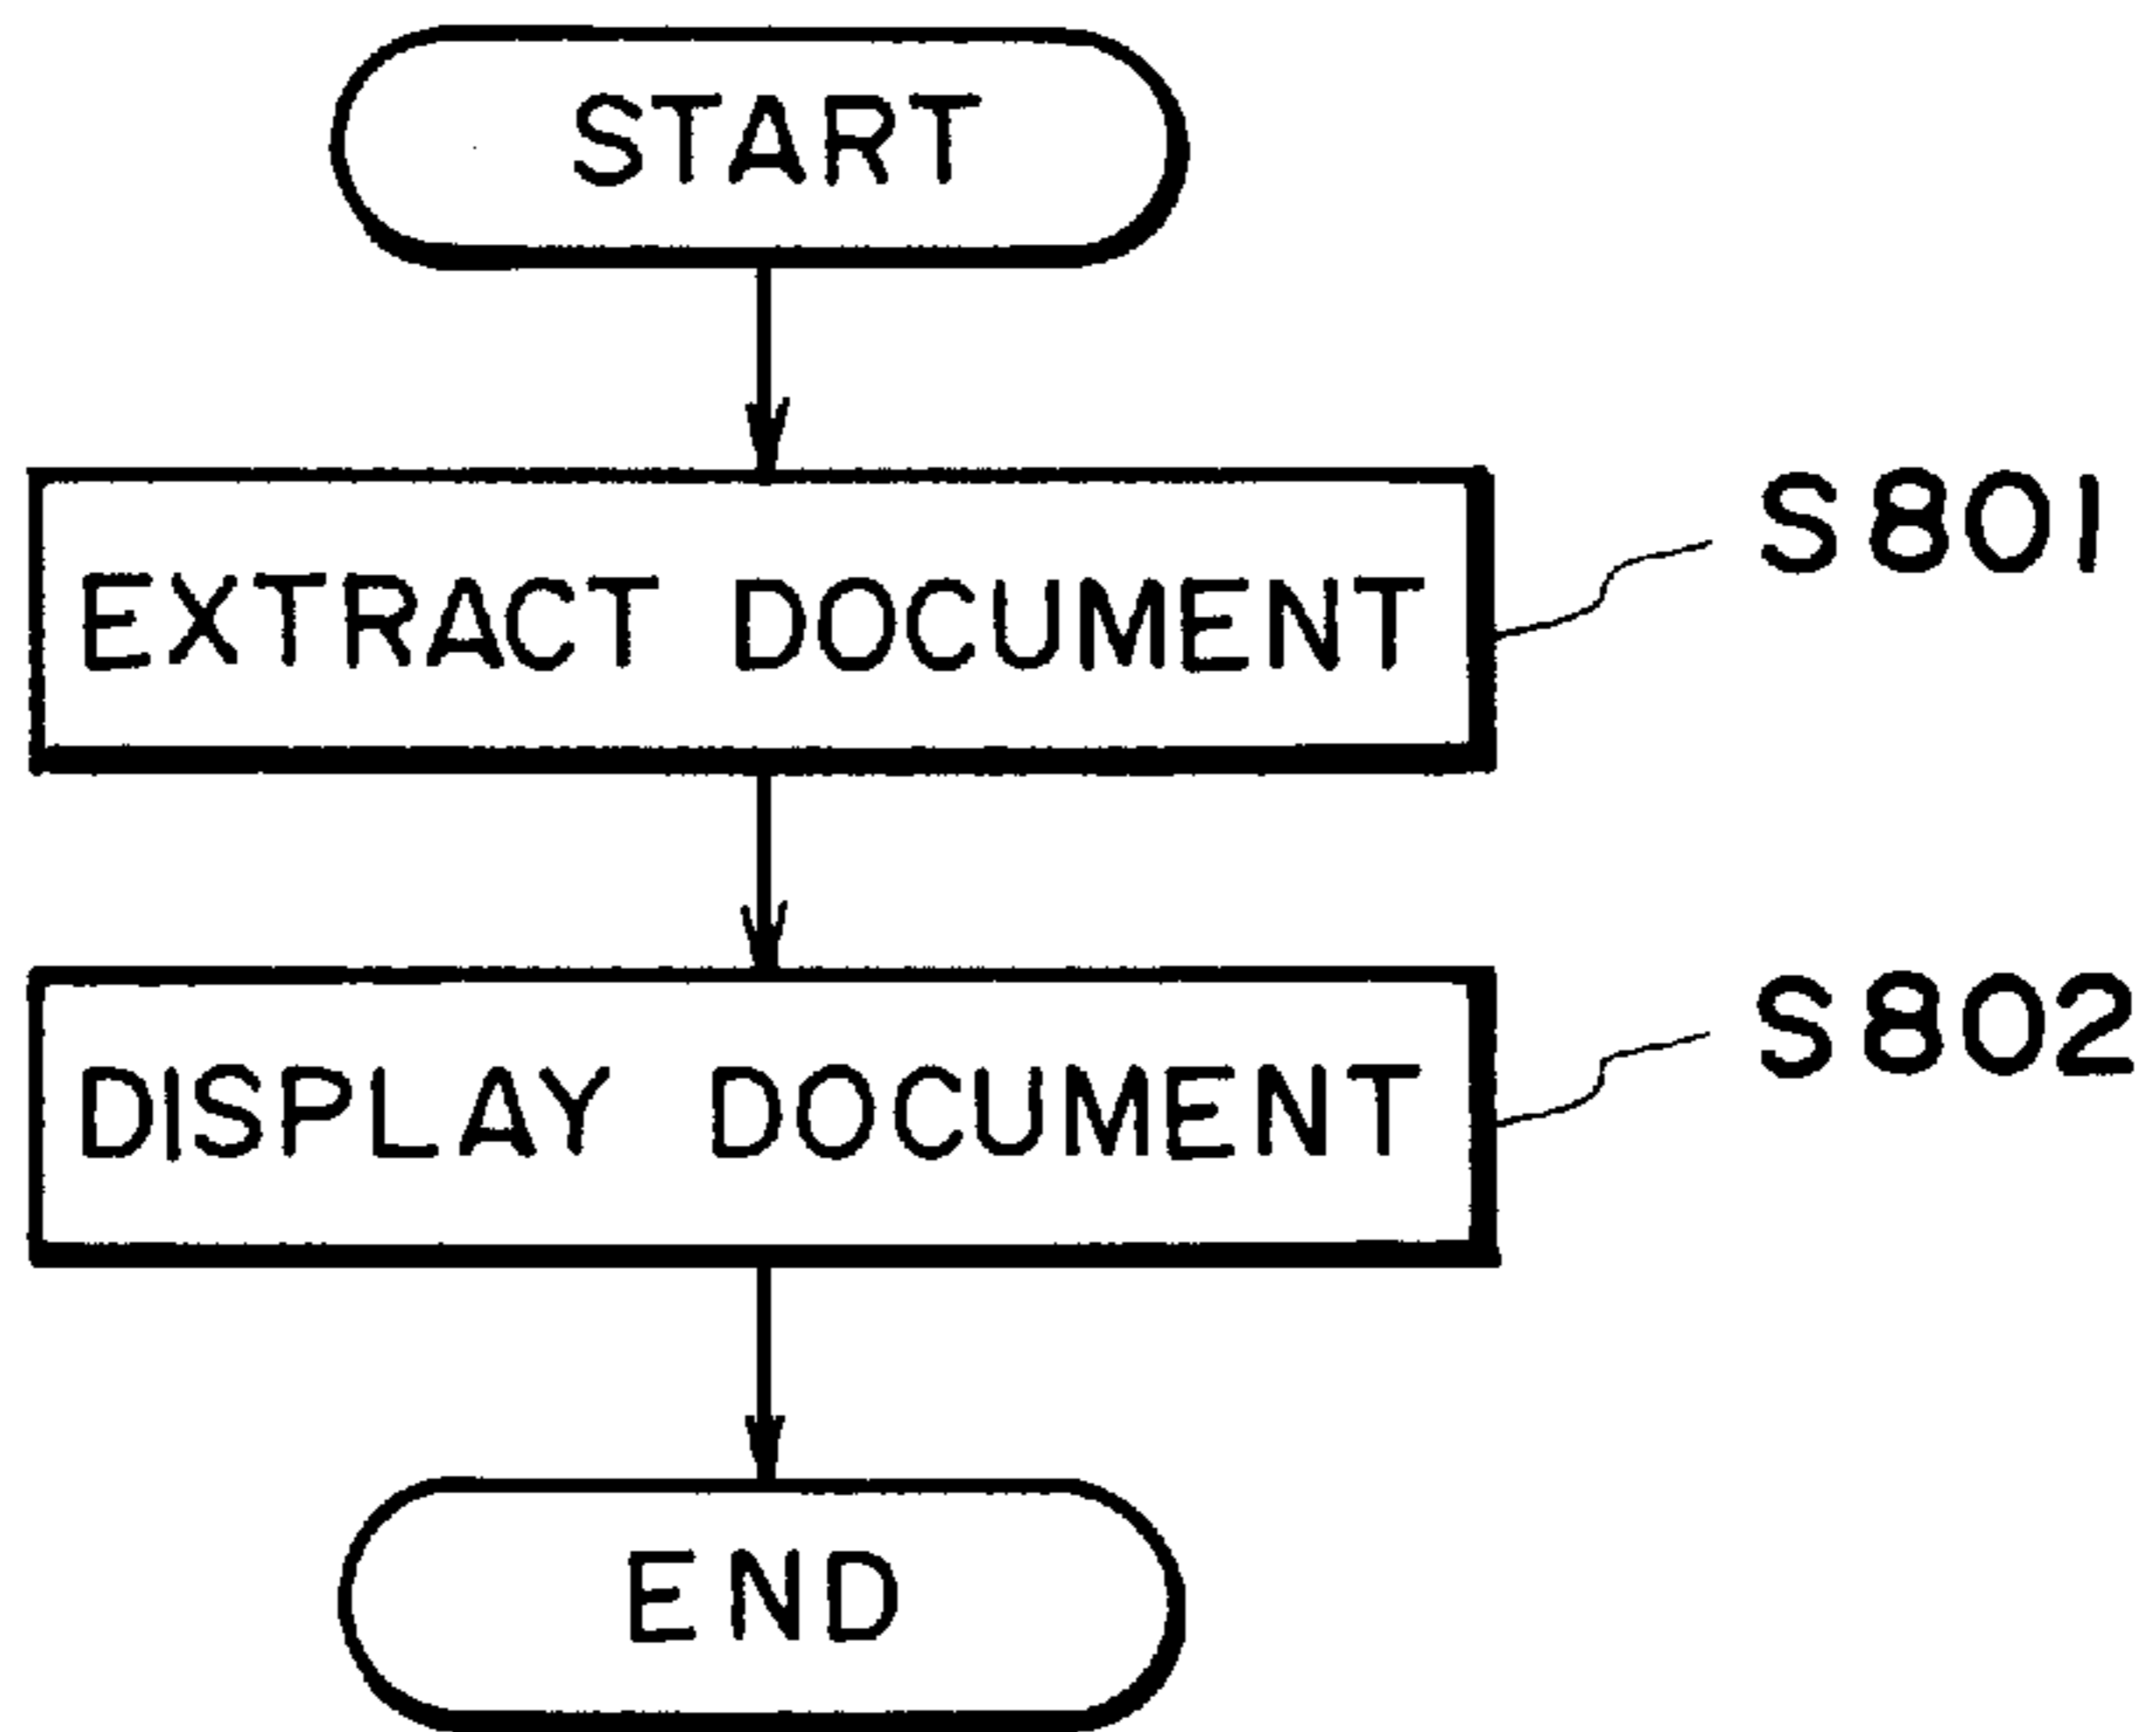 START
EXTRACT DOCUMENT
S801
DISPLAY DOCUMENT
S802
END